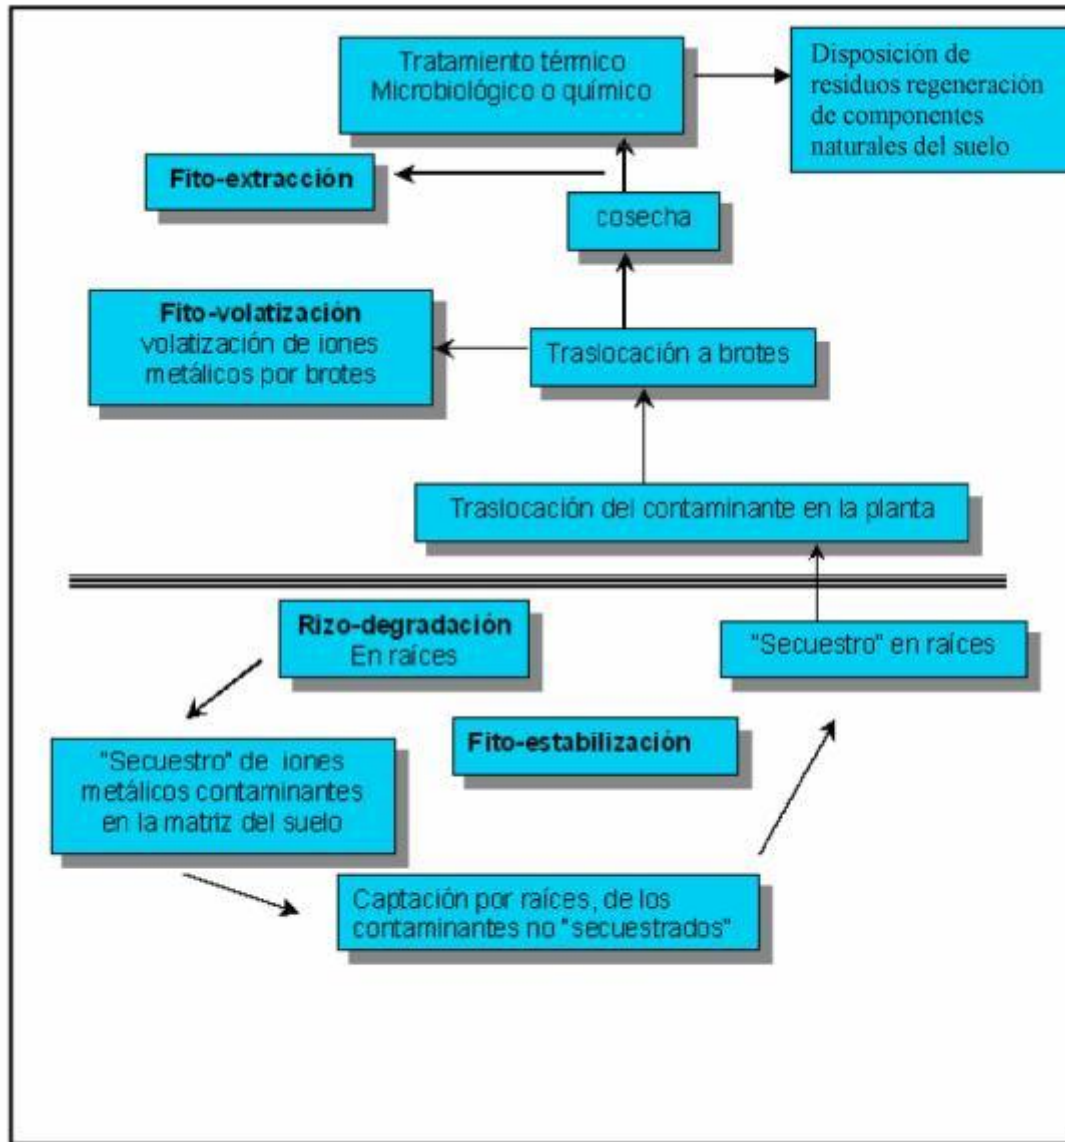 Tratamiento térmico
Microbiológico o químico
Disposición de
residuos regeneración
de componentes
naturales del suelo
Fito-extracción
cosecha
Fito-volatización
volatización de iones
metálicos por brotes
Traslocación a brotes
Traslocación del contaminante en la planta
Rizo-degradación
En raíces
"Secuestro" en raíces
Fito-estabilización
"Secuestro" de iones
metálicos contaminantes
en la matriz del suelo
Captación por raíces, de los
contaminantes no "secuestrados"